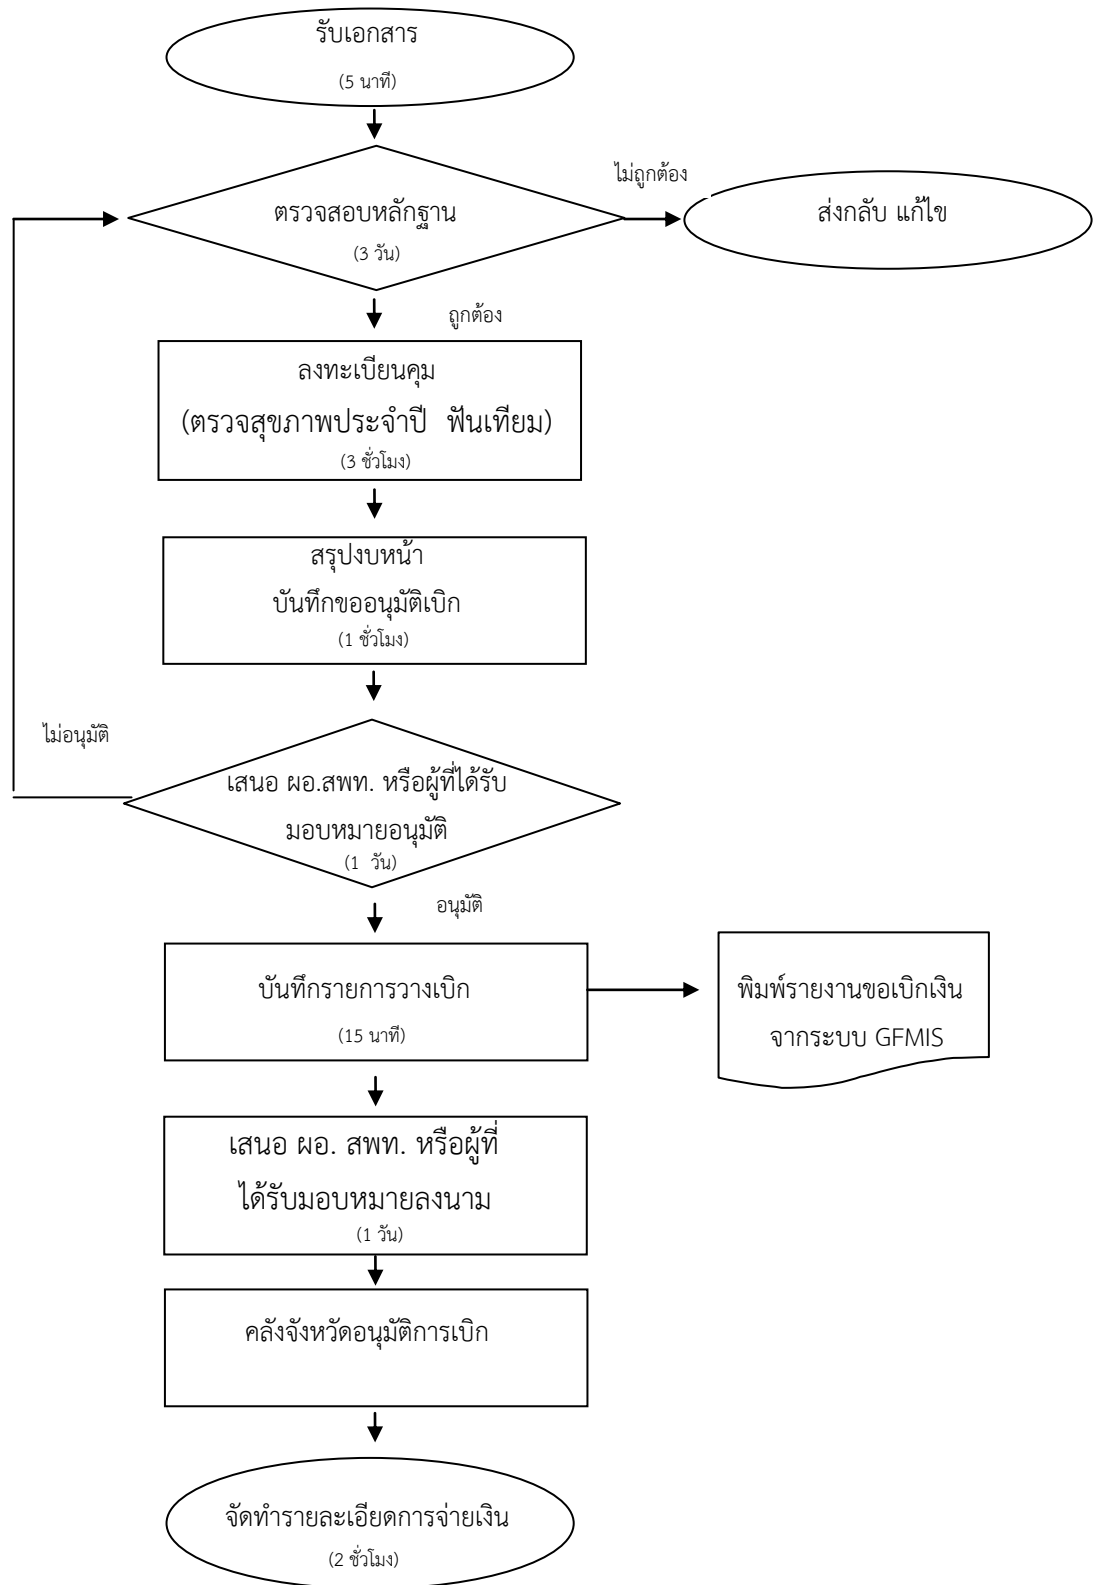 รับเอกสาร
(5 นาที)
ไม่ถูกต้อง
ตรวจสอบหลักฐาน
(3 วัน)
ส่งกลับ แก้ไข
ถูกต้อง
ลงทะเบียนคุม
(ตรวจสุขภาพประจำปี ฟันเทียม)
(3 ชั่วโมง)
สรุปงบหน้า
บันทึกขออนุมัติเบิก
(1 ชั่วโมง)
ไม่อนุมัติ
เสนอ ผอ.สพท. หรือผู้ที่ได้รับ
มอบหมายอนุมัติ
(1 วัน)
อนุมัติ
บันทึกรายการวางเบิก
(15 นาที)
พิมพ์รายงานขอเบิกเงิน
จากระบบ GFMIS
เสนอ ผอ. สพท. หรือผู้ที่
ได้รับมอบหมายลงนาม
(1 วัน)
คลังจังหวัดอนุมัติการเบิก
จัดทำรายละเอียดการจ่ายเงิน
(2 ชั่วโมง)